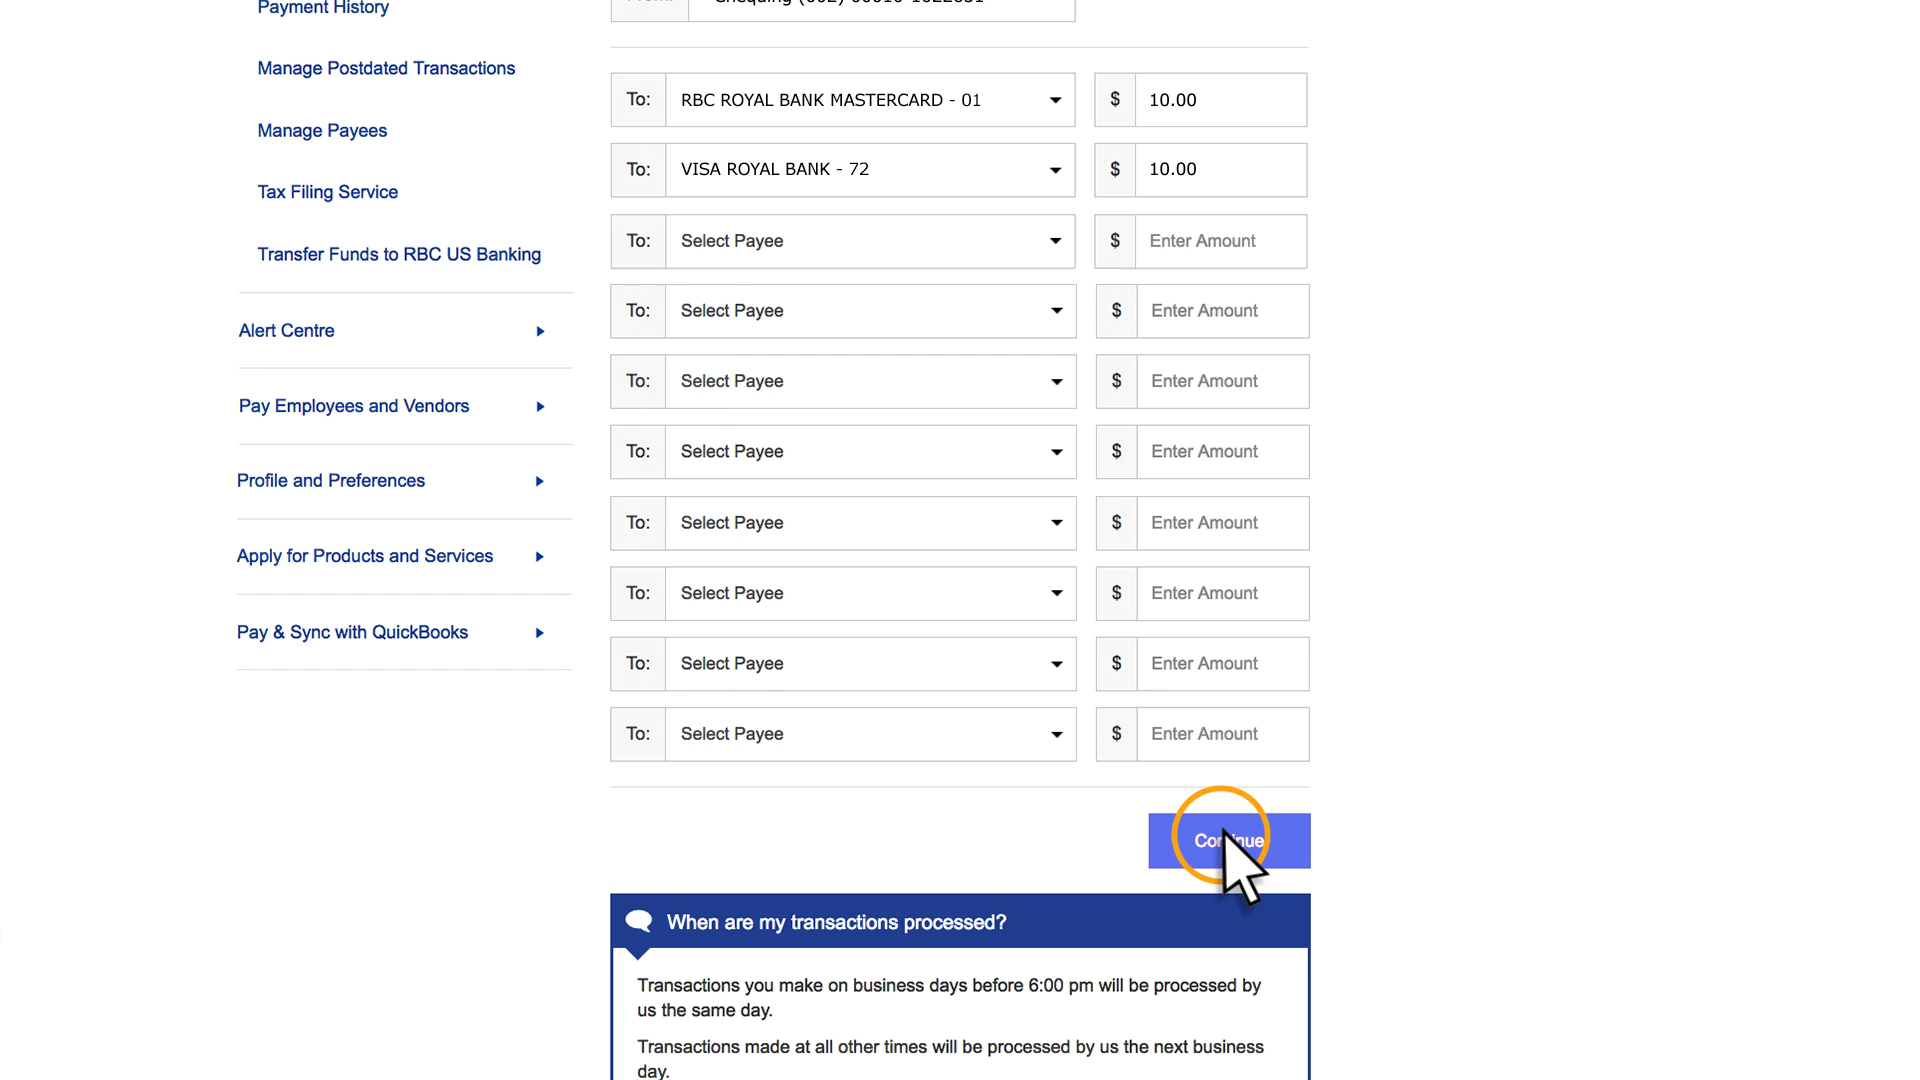 Payment History
Manage Postdated Transactions
Manage Payees
Tax Filing Service
Transfer Funds to RBC US Banking
Alert Centre
Pay Employees and Vendors
Profile and Preferences
Apply for Products and Services
Pay & Sync with QuickBooks
To: RBC ROYAL BANK MASTERCARD - 01 $ 10.00
To: VISA ROYAL BANK - 72 $ 10.00
To: Select Payee $ Enter Amount
To: Select Payee $ Enter Amount
To: Select Payee $ Enter Amount
To: Select Payee $ Enter Amount
To: Select Payee $ Enter Amount
To: Select Payee $ Enter Amount
To: Select Payee $ Enter Amount
To: Select Payee $ Enter Amount
Continue
When are my transactions processed?
Transactions you make on business days before 6:00 pm will be processed by
us the same day.
Transactions made at all other times will be processed by us the next business
day.